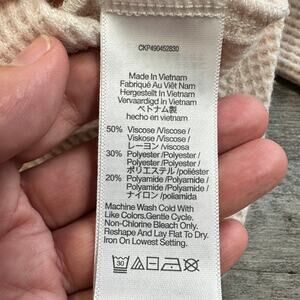 CKP490452830
Made In Vietnam
Fabriqué Au Viêt Nam
Hergestellt In Vietnam
Vervaardigd In Vietnam
ベトナム製
hecho en vietnam
50% Viscose /Viscose /
Viskose /Viscose /
レーヨン /viscosa
30% Polyester /Polyester /
Polyester /Polyester /
ポリエステル /poliéster
20% Polyamide /Polyamide /
Polyamid /Polyamide /
ナイロン /poliamida
Machine Wash Cold With
Like Colors.Gentle Cycle.
Non-Chlorine Bleach Only.
Reshape And Lay Flat To Dry.
Iron On Lowest Setting.
30